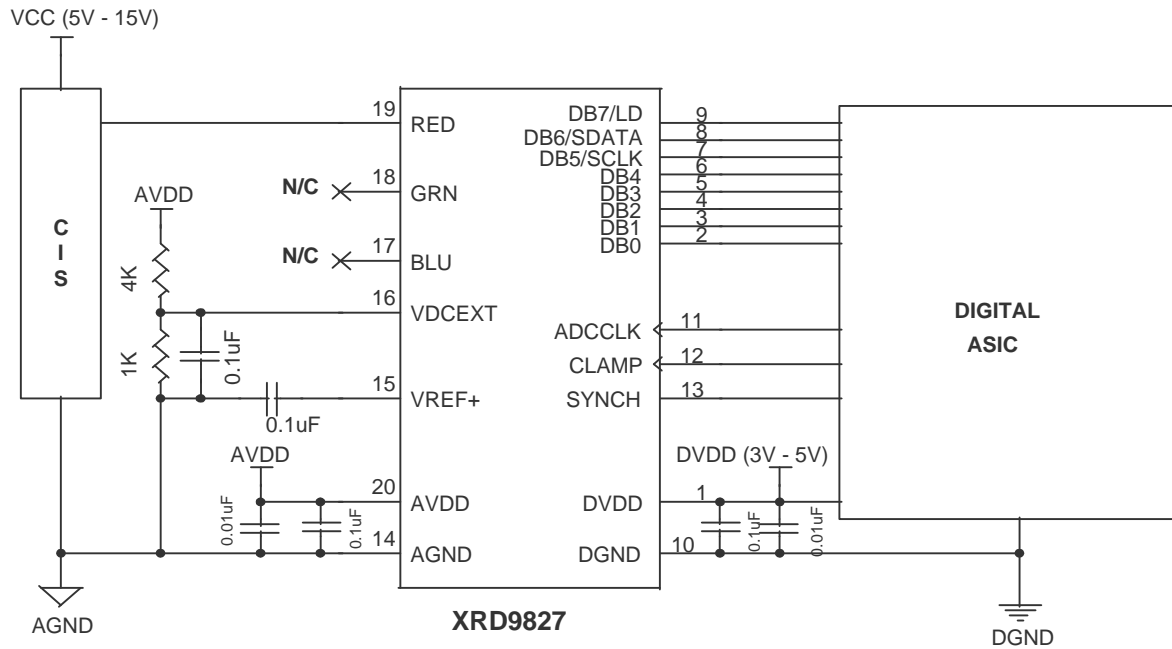 VCC (5V - 15V)
C
I
S
AVDD
4K
1K
0.1uF
0.1uF
N/C
N/C
19
RED
18
GRN
17
BLU
16
VDCEXT
15
VREF+
AVDD
0.01uF
0.1uF
20
AVDD
14
AGND
AGND
DB7/LD
9
DB6/SDATA
8
DB5/SCLK
7
DB4
6
DB3
5
DB2
4
DB1
3
DB0
2
ADCCLK
11
CLAMP
12
SYNCH
13
DVDD (3V - 5V)
DVDD
1
0.1uF
0.01uF
DGND
10
XRD9827
DIGITAL
ASIC
DGND